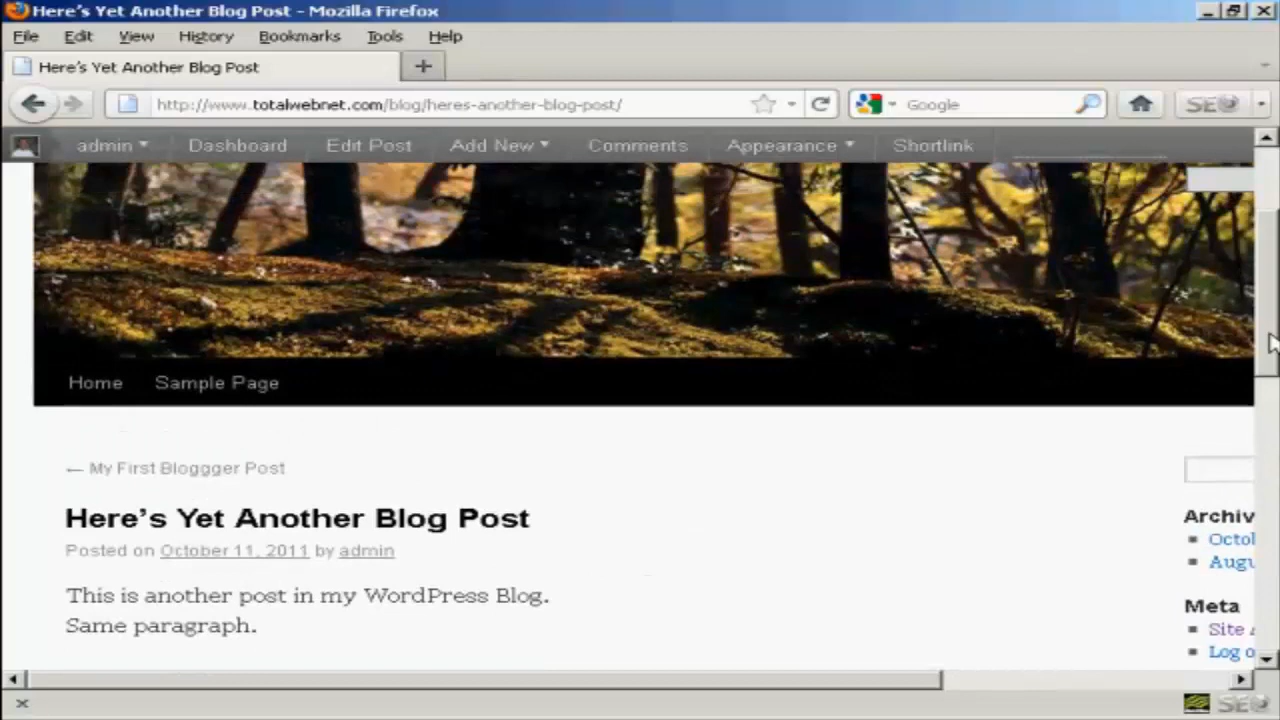 Here's Yet Another Blog Post - Mozilla Firefox
File Edit View History Bookmarks Tools Help
Here's Yet Another Blog Post
http://www.totalwebnet.com/blog/heres-another-blog-post/ Google SEO
admin Dashboard Edit Post Add New Comments Appearance Shortlink
Home Sample Page
← My First Bloggger Post
Here's Yet Another Blog Post
Posted on October 11, 2011 by admin
This is another post in my WordPress Blog.
Same paragraph.
Archiv
Octol
Augu
Meta
Site
Log o
SEO